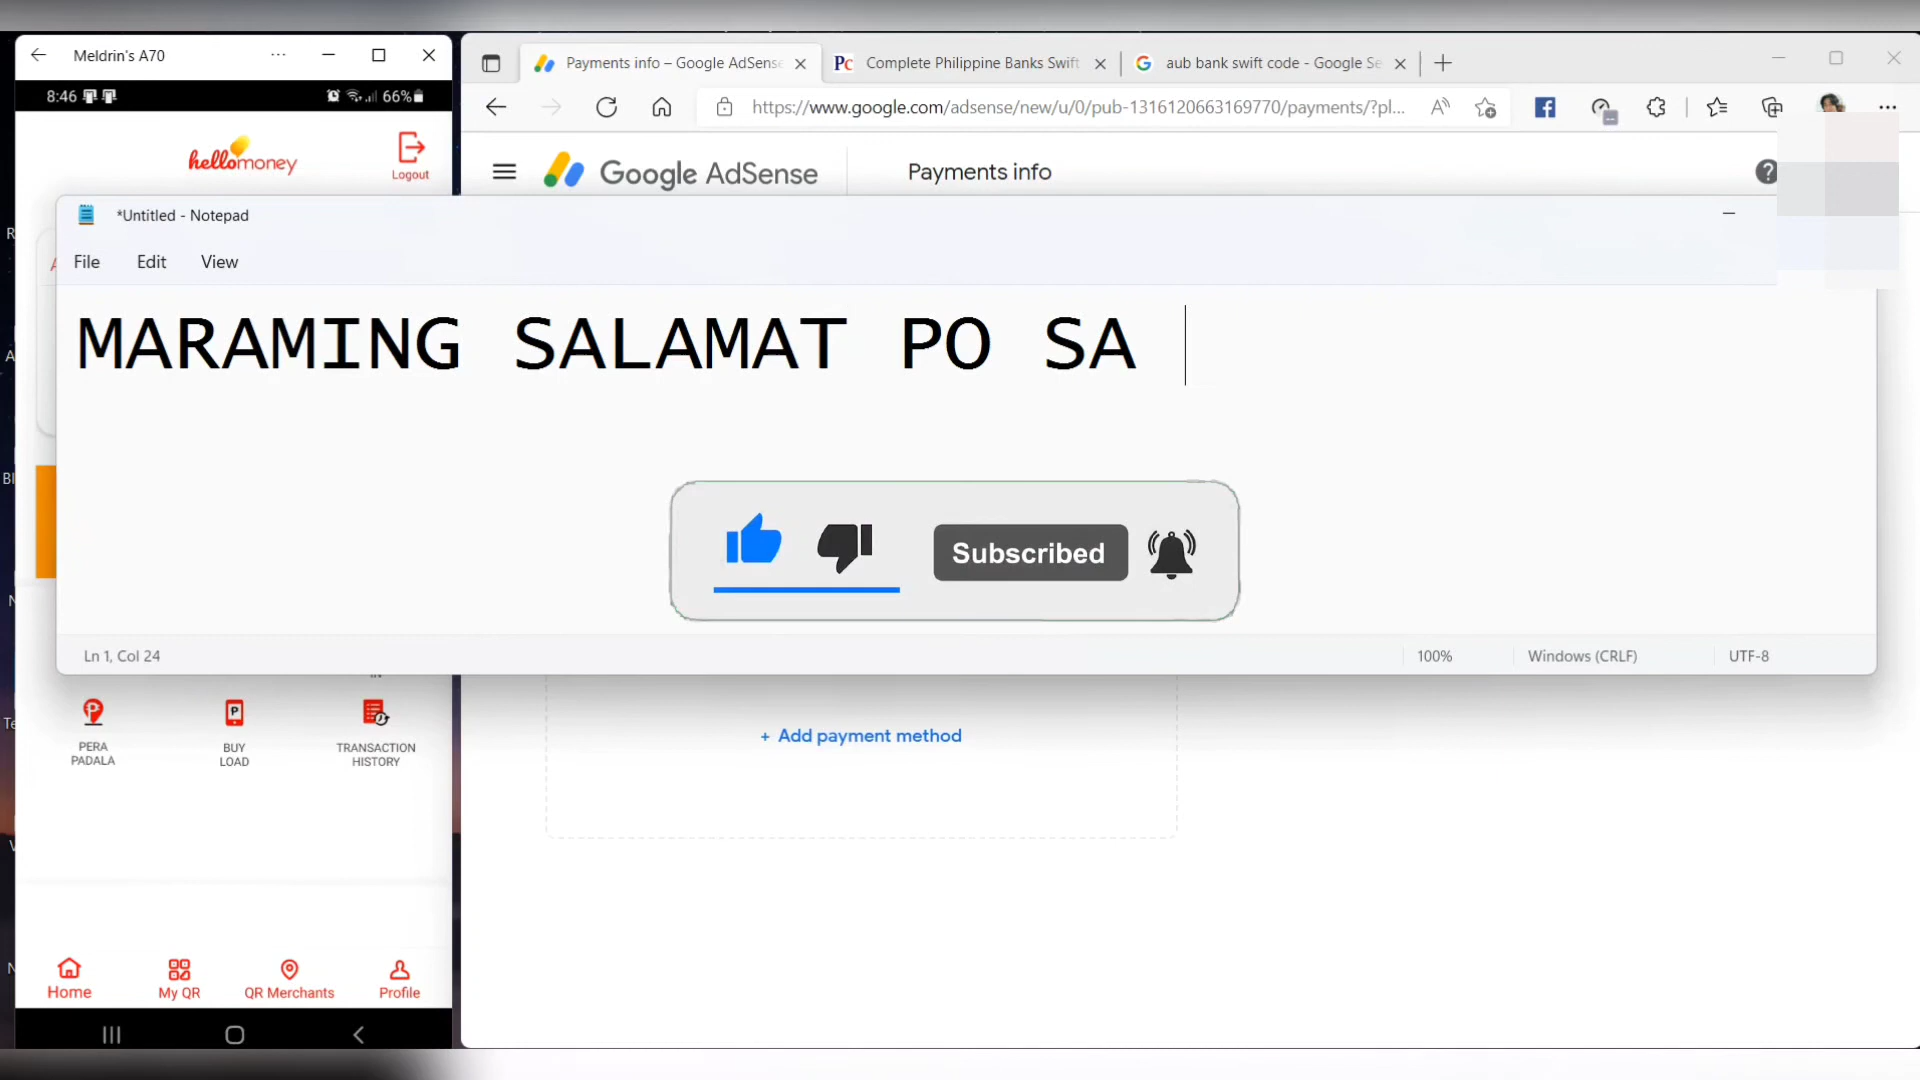 Meldrin's A70
8:46
66%
hellomoney
Logout
Payments info – Google AdSense
Complete Philippine Banks Swift
aub bank swift code - Google Se
https://www.google.com/adsense/new/u/0/pub-1316120663169770/payments/?pl...
Google AdSense
Payments info
*Untitled - Notepad
File Edit View
MARAMING SALAMAT PO SA
Subscribed
Ln 1, Col 24
100%
Windows (CRLF)
UTF-8
+ Add payment method
PERA
PADALA
BUY
LOAD
TRANSACTION
HISTORY
Home
My QR
QR Merchants
Profile